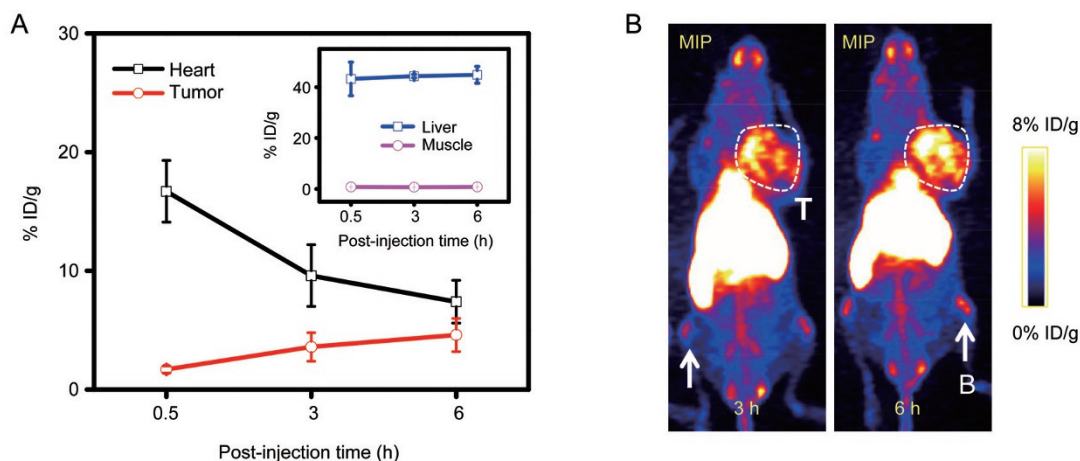 A
30
20
10
0
% ID/g
Heart
Tumor
40
20
0
% ID/g
Liver
Muscle
0.5 3 6
Post-injection time (h)
0.5 3 6
Post-injection time (h)
B
MIP
T
3 h
MIP
B
6 h
8% ID/g
0% ID/g